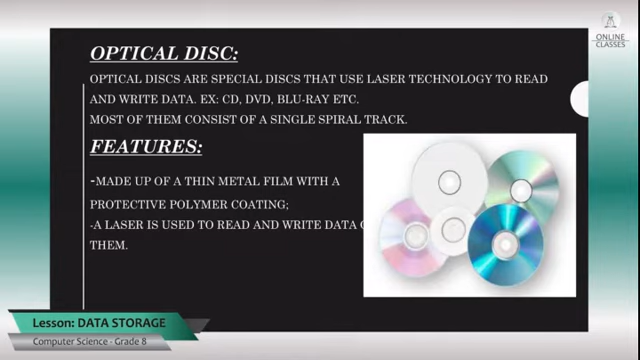 ONLINE
CLASSES
OPTICAL DISC:
OPTICAL DISCS ARE SPECIAL DISCS THAT USE LASER TECHNOLOGY TO READ
AND WRITE DATA. EX: CD, DVD, BLU-RAY ETC.
MOST OF THEM CONSIST OF A SINGLE SPIRAL TRACK.
FEATURES:
-MADE UP OF A THIN METAL FILM WITH A
PROTECTIVE POLYMER COATING;
-A LASER IS USED TO READ AND WRITE DATA
THEM.
Lesson: DATA STORAGE
Computer Science - Grade 8